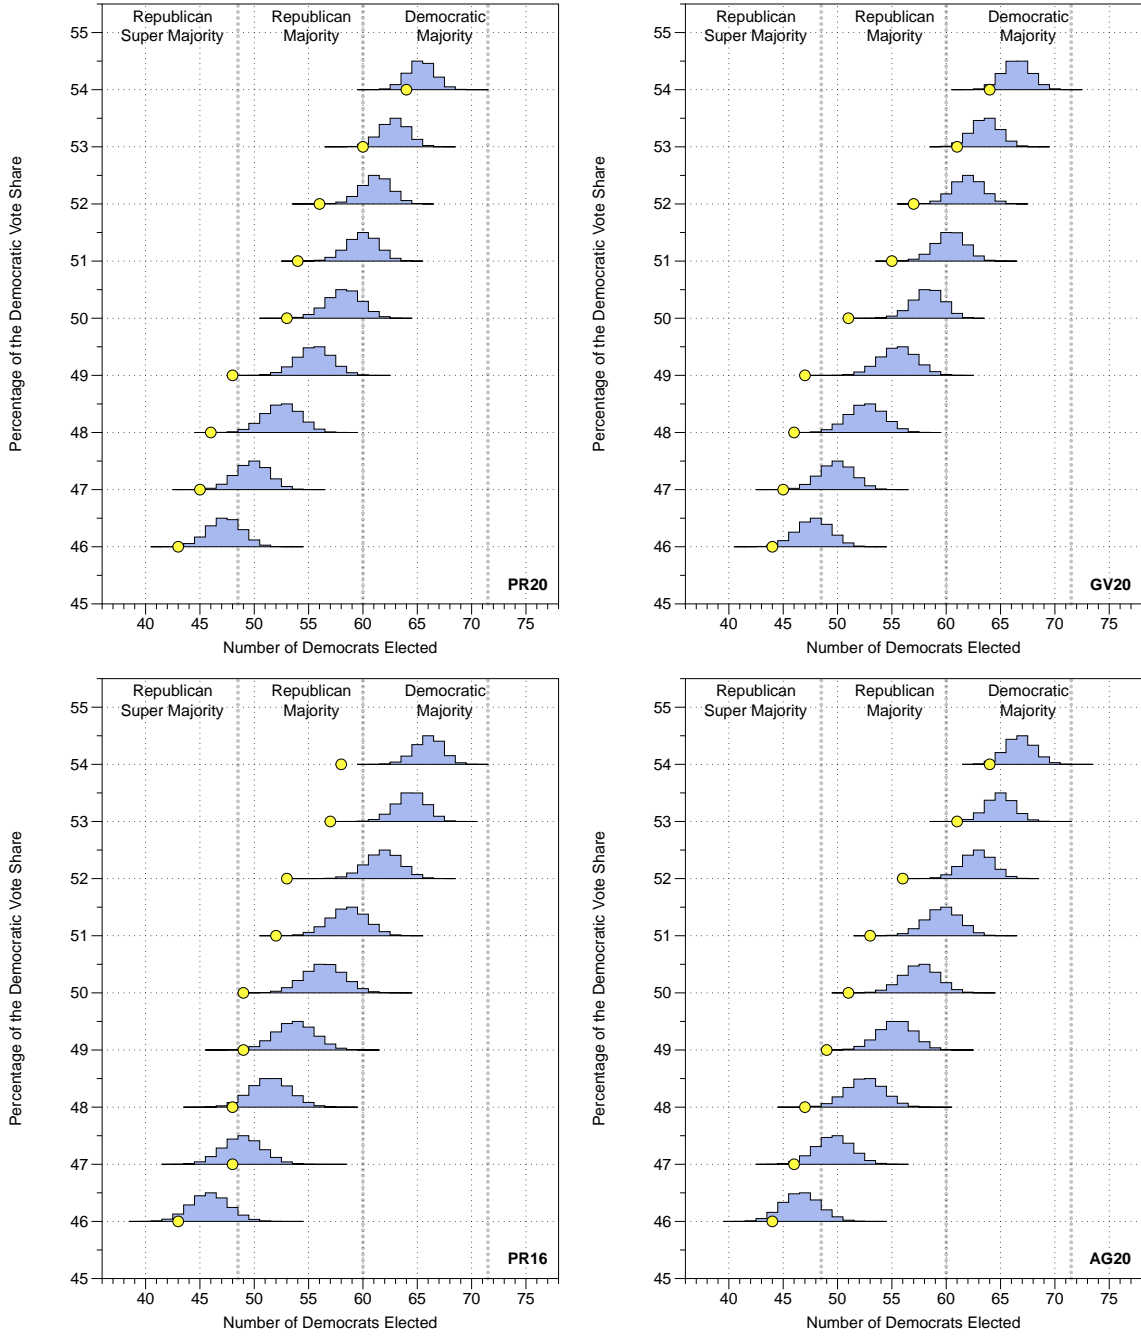 Republican
Super Majority
Republican
Majority
Democratic
Majority
55
54
53
52
51
50
49
48
47
46
45
Percentage of the Democratic Vote Share
PR20
40 45 50 55 60 65 70 75
Number of Democrats Elected
Republican
Super Majority
Republican
Majority
Democratic
Majority
55
54
53
52
51
50
49
48
47
46
45
Percentage of the Democratic Vote Share
GV20
40 45 50 55 60 65 70 75
Number of Democrats Elected
Republican
Super Majority
Republican
Majority
Democratic
Majority
55
54
53
52
51
50
49
48
47
46
45
Percentage of the Democratic Vote Share
PR16
40 45 50 55 60 65 70 75
Number of Democrats Elected
Republican
Super Majority
Republican
Majority
Democratic
Majority
55
54
53
52
51
50
49
48
47
46
45
Percentage of the Democratic Vote Share
AG20
40 45 50 55 60 65 70 75
Number of Democrats Elected